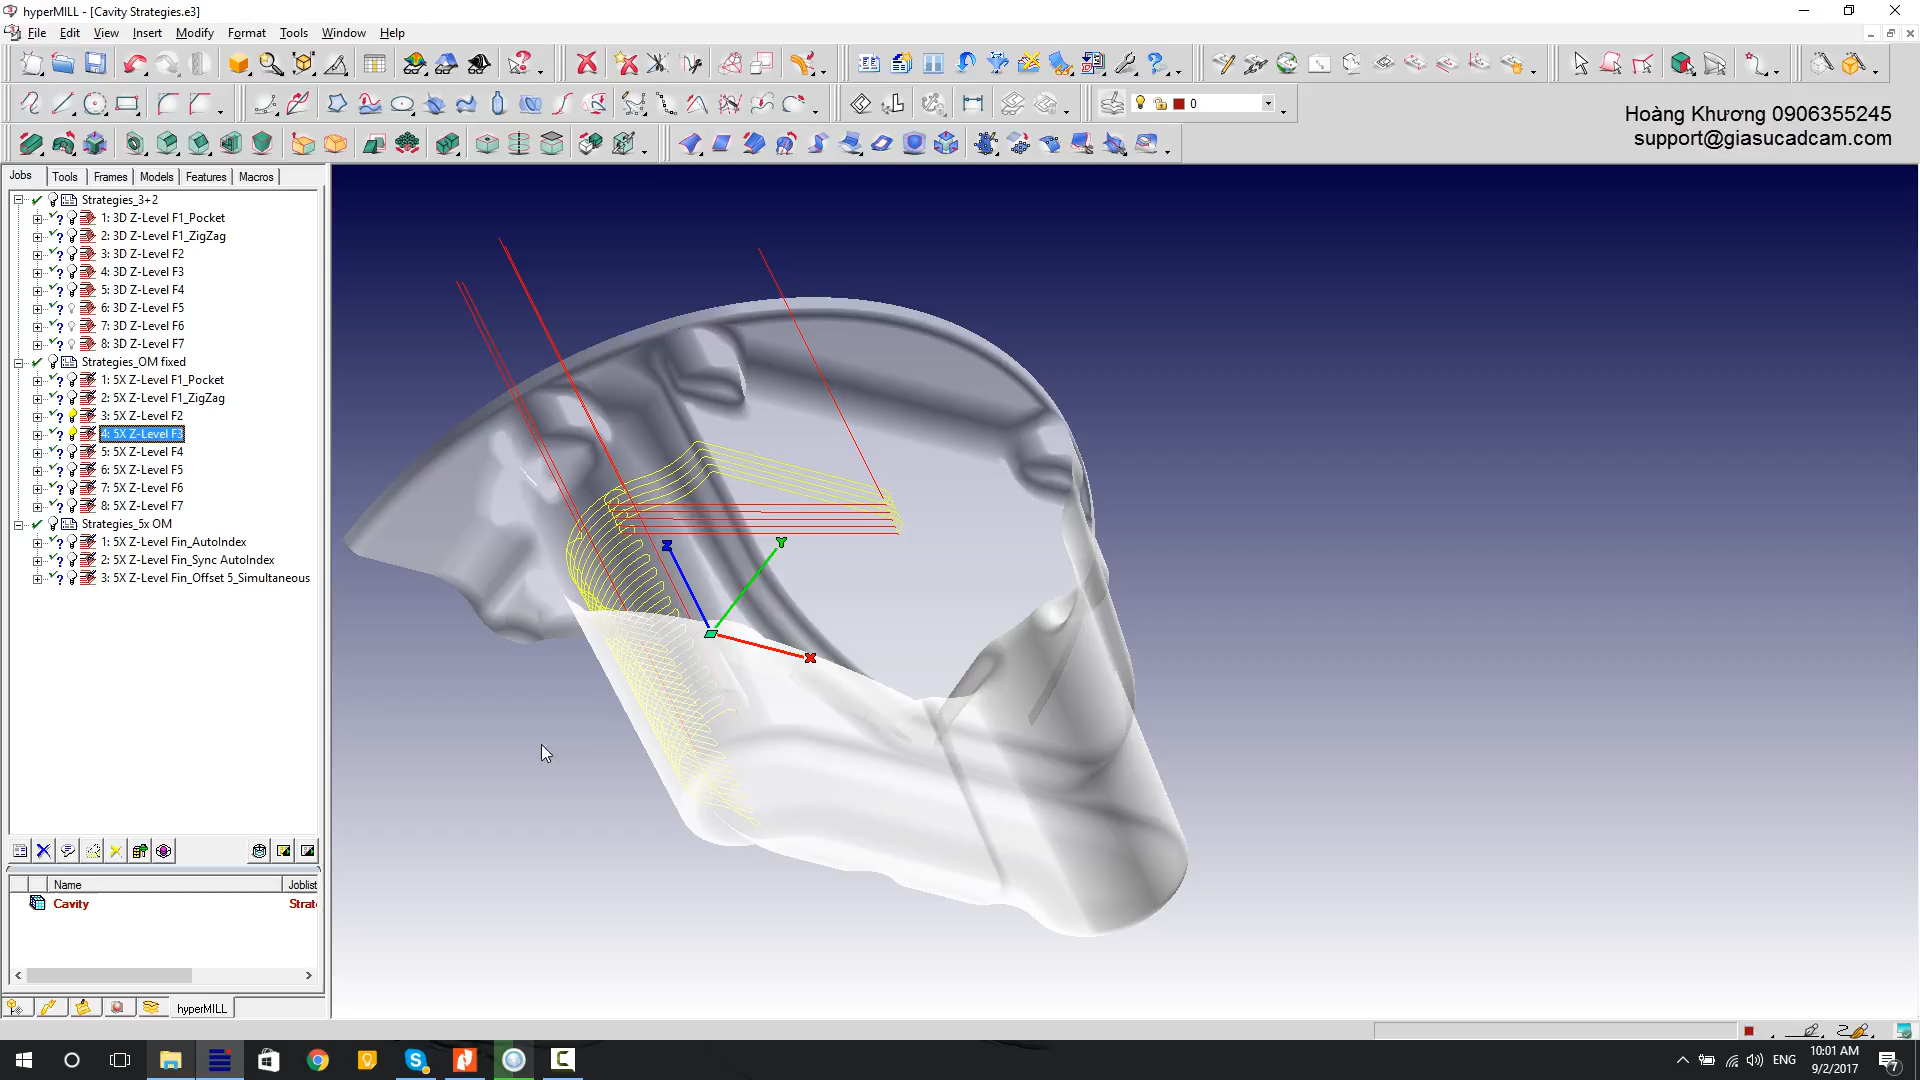 hyperMILL - [Cavity Strategies.e3]
File Edit View Insert Modify Format Tools Window Help
0
Hoàng Khương 0906355245
support@giasucadcam.com
Jobs Tools Frames Models Features Macros
Strategies_3+2
1: 3D Z-Level F1_Pocket
2: 3D Z-Level F1_ZigZag
3: 3D Z-Level F2
4: 3D Z-Level F3
5: 3D Z-Level F4
6: 3D Z-Level F5
7: 3D Z-Level F6
8: 3D Z-Level F7
Strategies_OM fixed
1: 5X Z-Level F1_Pocket
2: 5X Z-Level F1_ZigZag
3: 5X Z-Level F2
4: 5X Z-Level F3
5: 5X Z-Level F4
6: 5X Z-Level F5
7: 5X Z-Level F6
8: 5X Z-Level F7
Strategies_5x OM
1: 5X Z-Level Fin_AutoIndex
2: 5X Z-Level Fin_Sync AutoIndex
3: 5X Z-Level Fin_Offset 5_Simultaneous
Z Y
X
Name Joblist
Cavity Strate
hyperMILL
ENG
10:01 AM
9/2/2017
7